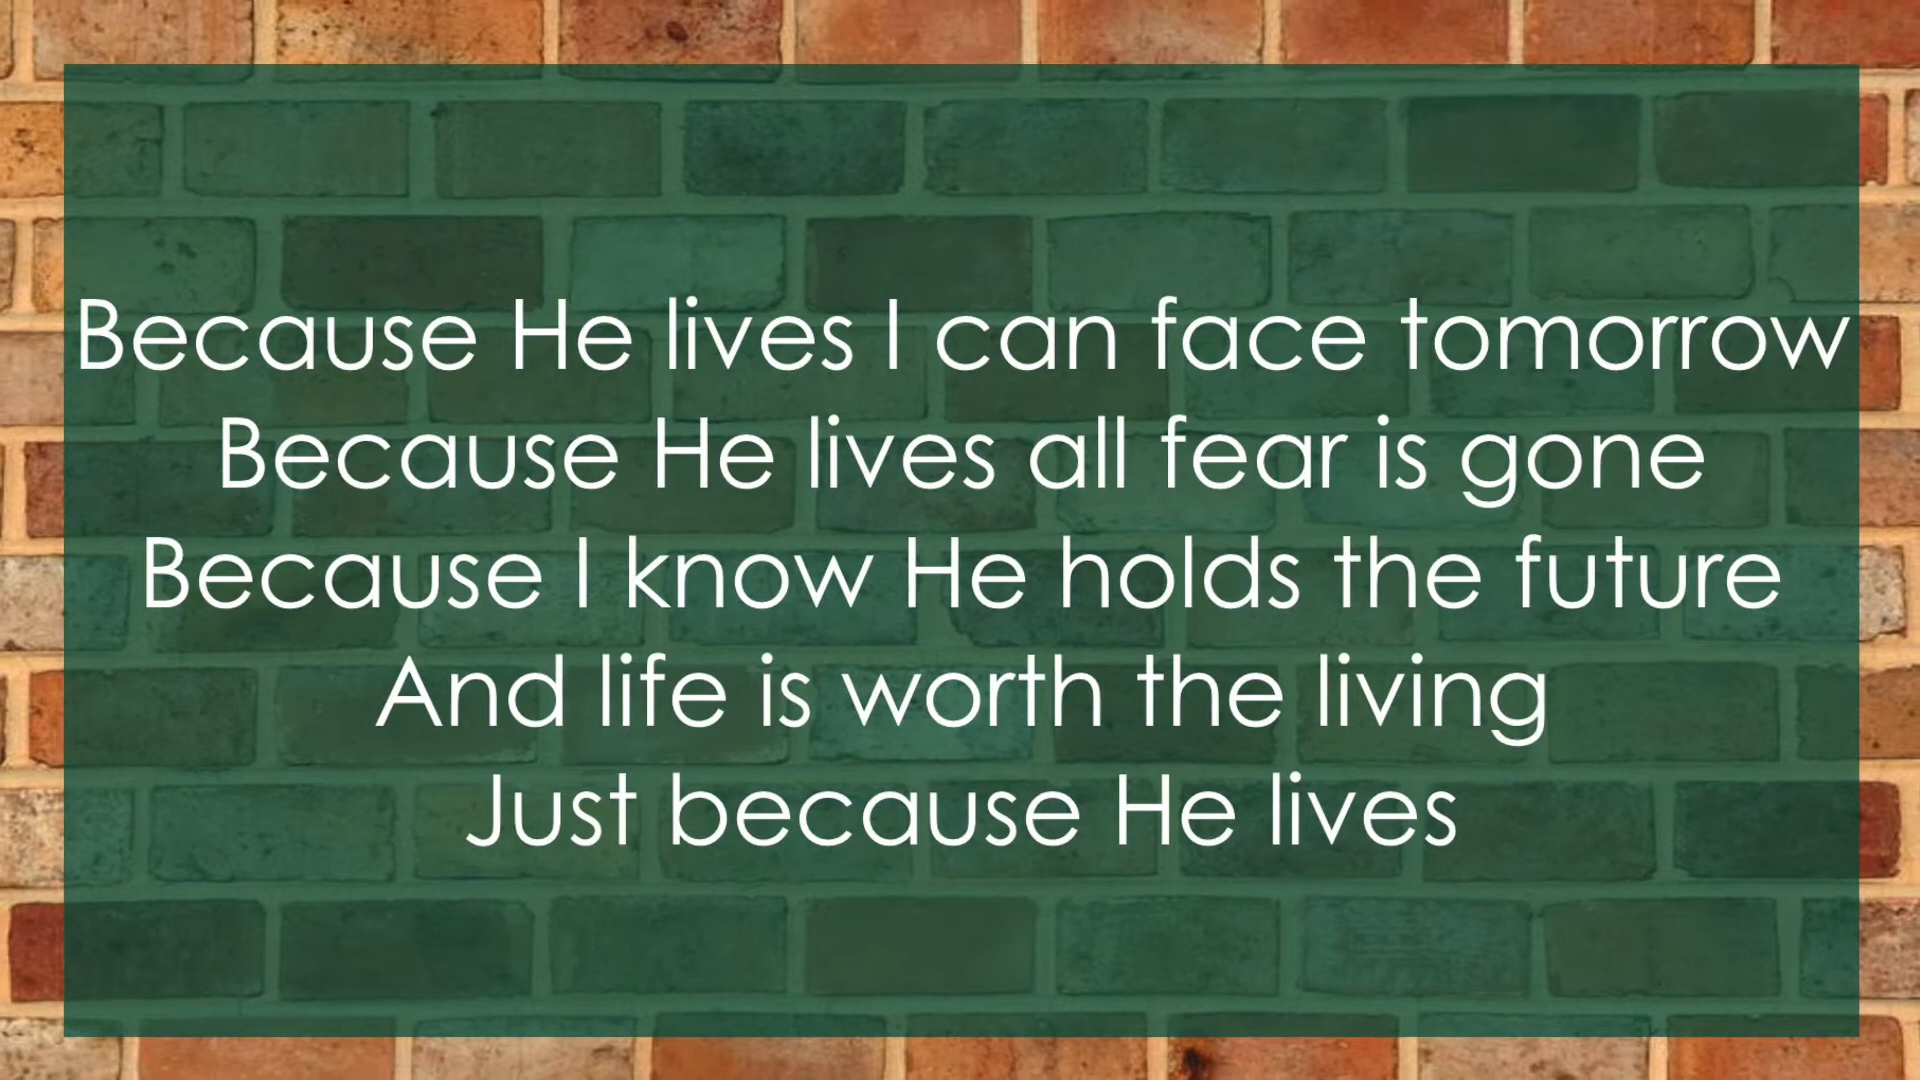 Because He lives I can face tomorrow
Because He lives all fear is gone
Because I know He holds the future
And life is worth the living
Just because He lives